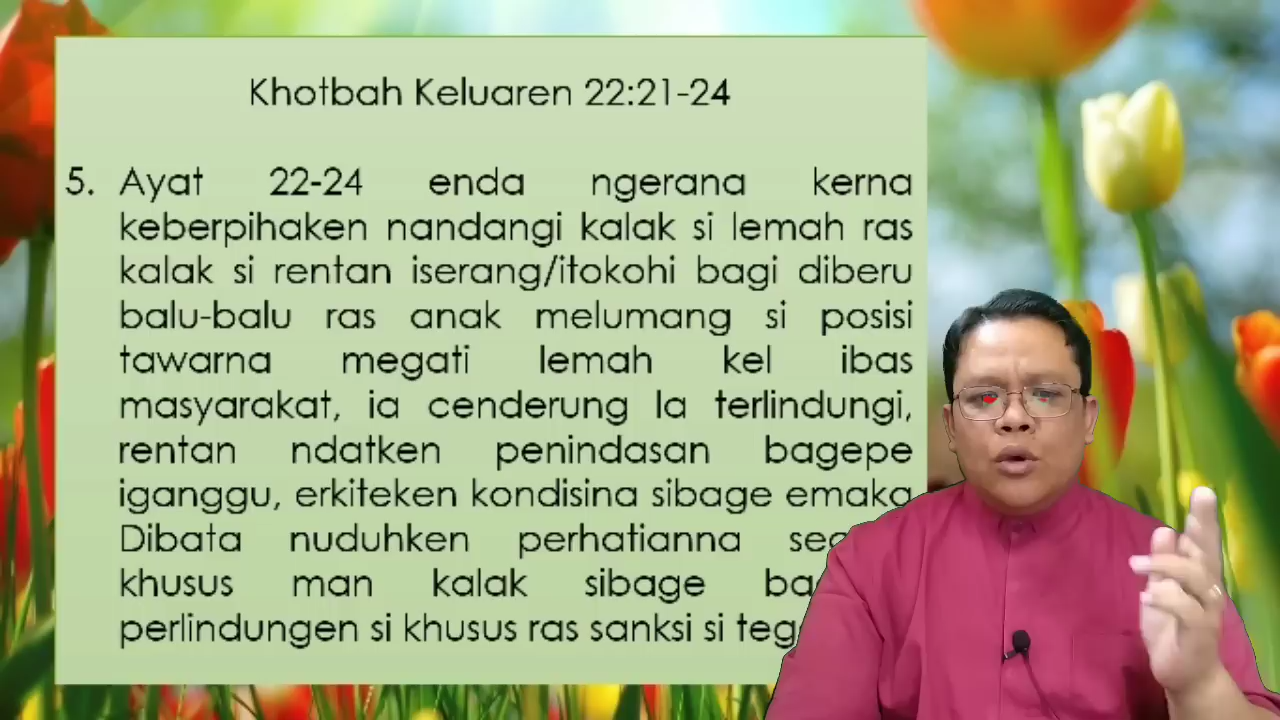 Khotbah Keluaren 22:21-24
5. Ayat 22-24 enda ngerana kerna
keberpihaken nandangi kalak si lemah ras
kalak si rentan iserang/itokohi bagi diberu
balu-balu ras anak melumang si posisi
tawarna megati lemah kel ibas
masyarakat, ia cenderung la terlindungi,
rentan ndatken penindasan bagepe
iganggu, erkiteken kondisina sibage emaka
Dibata nuduhken perhatianna
khusus man kalak sibage
perlindungen si khusus ras sanksi si